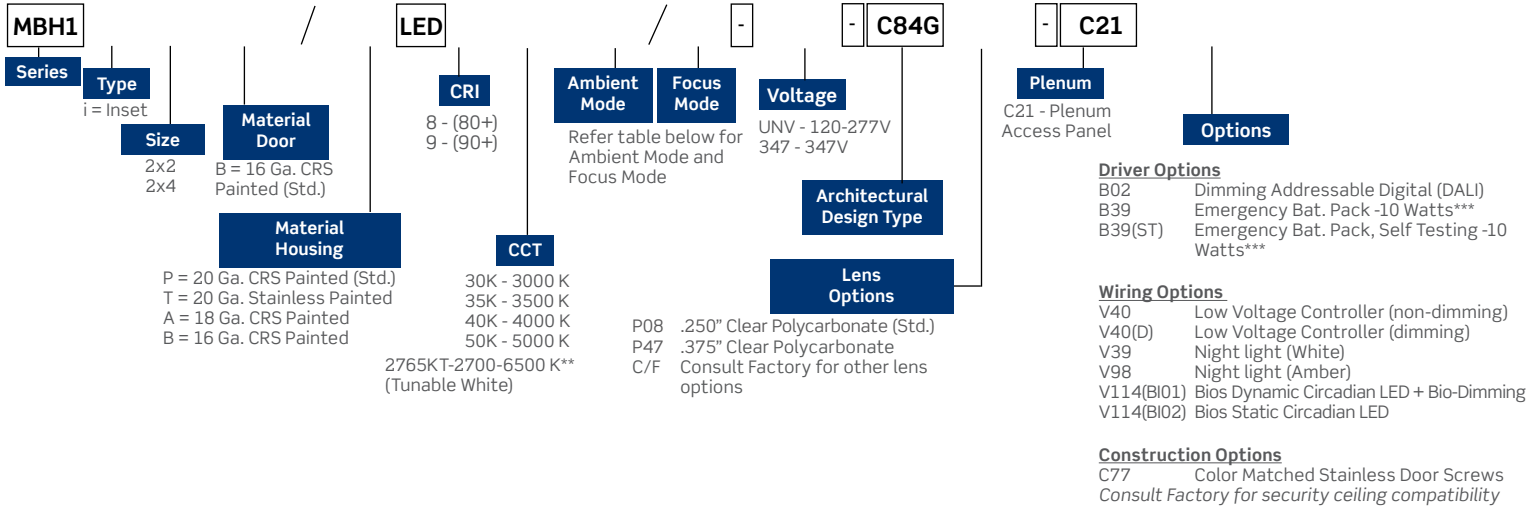 MBH1 / LED / - - C84G - C21
Series
Type
i = Inset
Size
2x2
2x4
Material
Door
B = 16 Ga. CRS
Painted (Std.)
Material
Housing
P = 20 Ga. CRS Painted (Std.)
T = 20 Ga. Stainless Painted
A = 18 Ga. CRS Painted
B = 16 Ga. CRS Painted
CRI
8 - (80+)
9 - (90+)
CCT
30K - 3000 K
35K - 3500 K
40K - 4000 K
50K - 5000 K
2765KT-2700-6500 K**
(Tunable White)
Ambient
Mode
Focus
Mode
Refer table below for
Ambient Mode and
Focus Mode
Voltage
UNV - 120-277V
347 - 347V
Architectural
Design Type
Lens
Options
P08 .250” Clear Polycarbonate (Std.)
P47 .375” Clear Polycarbonate
C/F Consult Factory for other lens
options
Plenum
C21 - Plenum
Access Panel
Options
Driver Options
B02 Dimming Addressable Digital (DALI)
B39 Emergency Bat. Pack -10 Watts***
B39(ST) Emergency Bat. Pack, Self Testing -10
Watts***
Wiring Options
V40 Low Voltage Controller (non-dimming)
V40(D) Low Voltage Controller (dimming)
V39 Night light (White)
V98 Night light (Amber)
V114(BI01) Bios Dynamic Circadian LED + Bio-Dimming
V114(BI02) Bios Static Circadian LED
Construction Options
C77 Color Matched Stainless Door Screws
Consult Factory for security ceiling compatibility